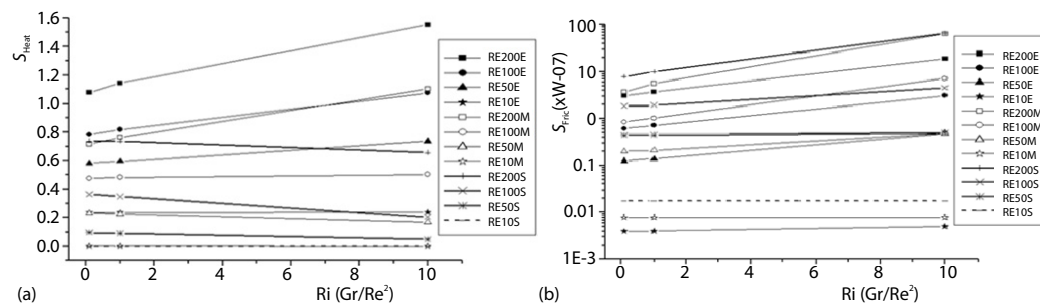 S_Heat
1.6
1.4
1.2
1.0
0.8
0.6
0.4
0.2
0.0
0 2 4 6 8 10
Ri (Gr/Re²)
(a)
RE200E
RE100E
RE50E
RE10E
RE200M
RE100M
RE50M
RE10M
RE200S
RE100S
RE50S
RE10S
S_Fric (xW-07)
100
10
0
0.1
0.01
1E-3
0 2 4 6 8 10
Ri (Gr/Re²)
(b)
RE200E
RE100E
RE50E
RE10E
RE200M
RE100M
RE50M
RE10M
RE200S
RE100S
RE50S
RE10S